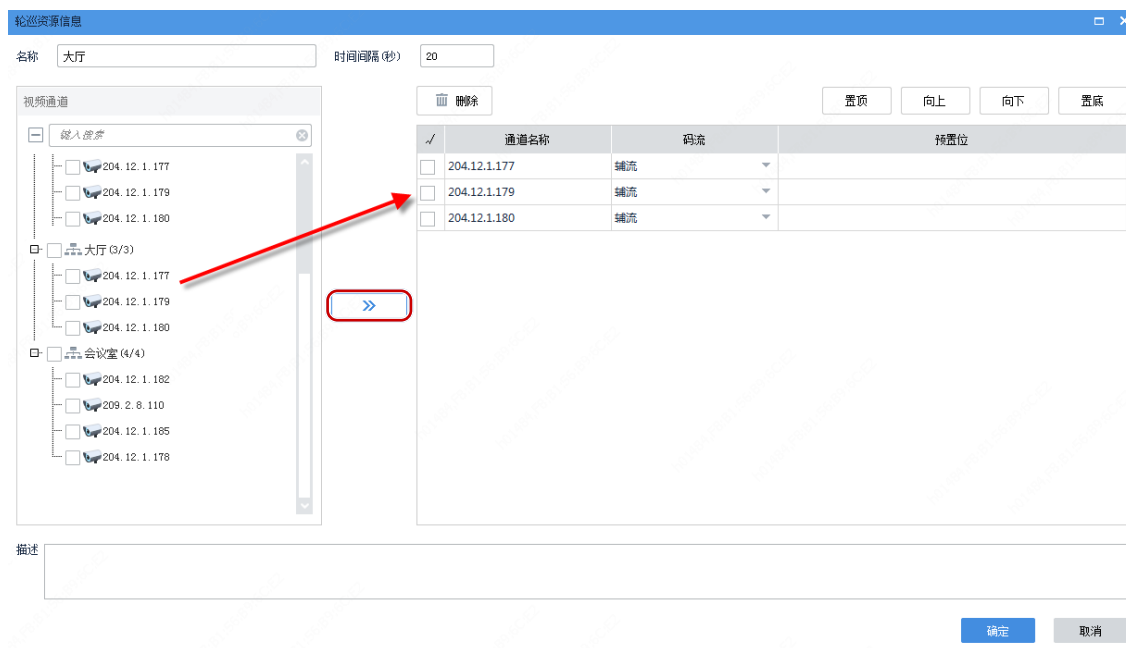 轮巡资源信息
名称 大厅 时间间隔(秒) 20
视频通道 删除 置顶 向上 向下 置底
键入搜索
√ 通道名称 码流 预置位
204.12.1.177
204.12.1.179
204.12.1.180
大厅(3/3)
204.12.1.177
204.12.1.179
204.12.1.180
会议室(4/4)
204.12.1.182
209.2.8.110
204.12.1.185
204.12.1.178
204.12.1.177 辅流
204.12.1.179 辅流
204.12.1.180 辅流
描述
确定 取消